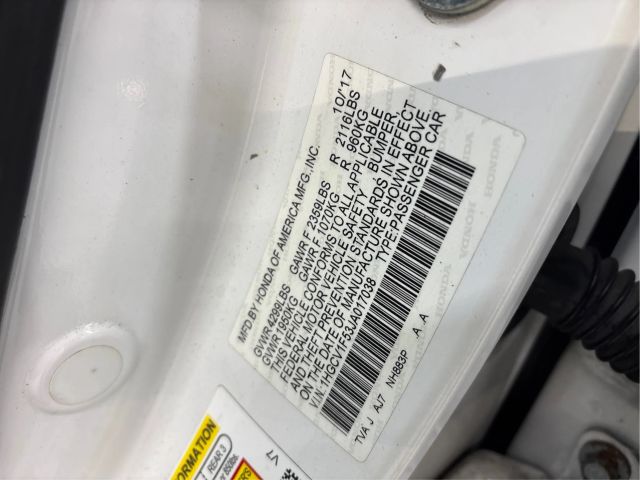 MFD BY HONDA OF AMERICA MFG., INC. 10/'17
GVWR 4299LBS GAWR F 2359LBS R 2116LBS
GVWR 1950KG GAWR F 1070KG R 960KG
THIS VEHICLE CONFORMS TO ALL APPLICABLE
FEDERAL MOTOR VEHICLE SAFETY, BUMPER,
AND THEFT PREVENTION STANDARDS IN EFFECT
ON THE DATE OF MANUFACTURE SHOWN ABOVE.
V.I.N: 1HGCV1F53JA017038 TYPE:PASSENGER CAR
TVA J AJ7 NH883P A A A A
REAR 3